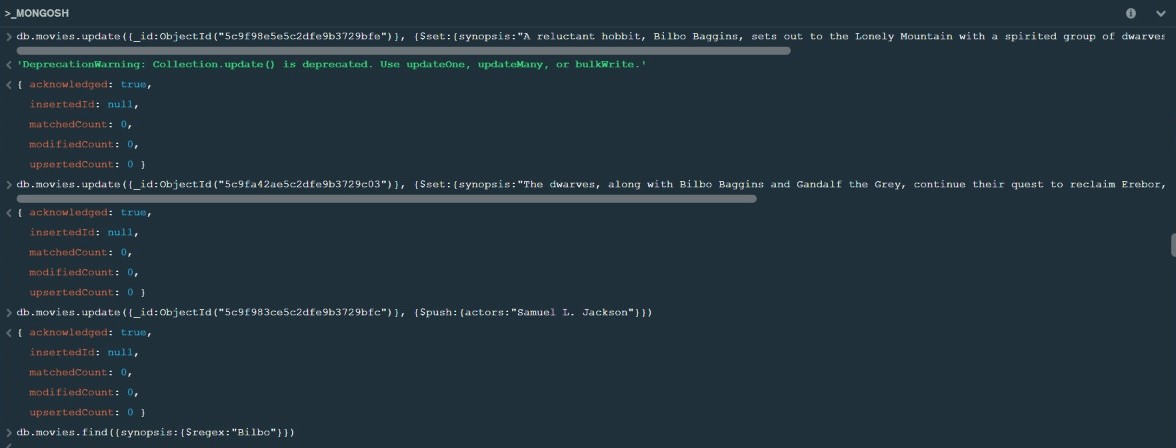 >_MONGOSH
> db.movies.update({_id:ObjectId("5c9f98e5e5c2dfe9b3729bfe")}, {$set:{synopsis:"A reluctant hobbit, Bilbo Baggins, sets out to the Lonely Mountain with a spirited group of dwarves
< 'DeprecationWarning: Collection.update() is deprecated. Use updateOne, updateMany, or bulkWrite.'
< { acknowledged: true,
insertedId: null,
matchedCount: 0,
modifiedCount: 0,
upsertedCount: 0 }
> db.movies.update({_id:ObjectId("5c9fa42ae5c2dfe9b3729c03")}, {$set:{synopsis:"The dwarves, along with Bilbo Baggins and Gandalf the Grey, continue their quest to reclaim Erebor,
< { acknowledged: true,
insertedId: null,
matchedCount: 0,
modifiedCount: 0,
upsertedCount: 0 }
> db.movies.update({_id:ObjectId("5c9f983ce5c2dfe9b3729bfc")}, {$push:{actors:"Samuel L. Jackson"}})
< { acknowledged: true,
insertedId: null,
matchedCount: 0,
modifiedCount: 0,
upsertedCount: 0 }
> db.movies.find({synopsis:{$regex:"Bilbo"}})
<